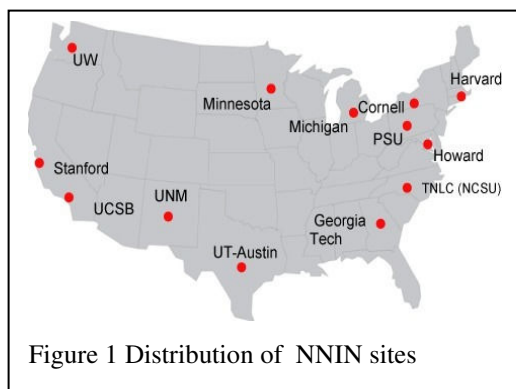 UW
Minnesota
Michigan
Cornell
Harvard
PSU
Howard
Stanford
TNLC (NCSU)
UCSB
UNM
Georgia
Tech
UT-Austin
Figure 1 Distribution of  NNIN sites